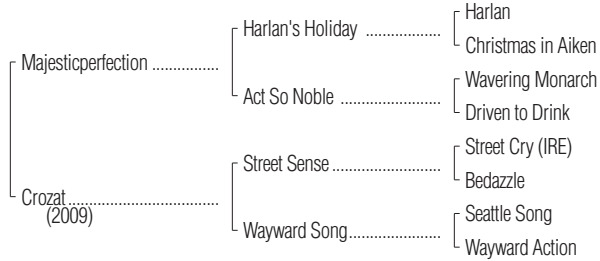 Harlan
Harlan's Holiday ..................
Christmas in Aiken
Majesticperfection ................
Wavering Monarch
Act So Noble ........................
Driven to Drink
Street Cry (IRE)
Street Sense ..........................
Bedazzle
Crozat....................................
(2009)
Seattle Song
Wayward Song......................
Wayward Action